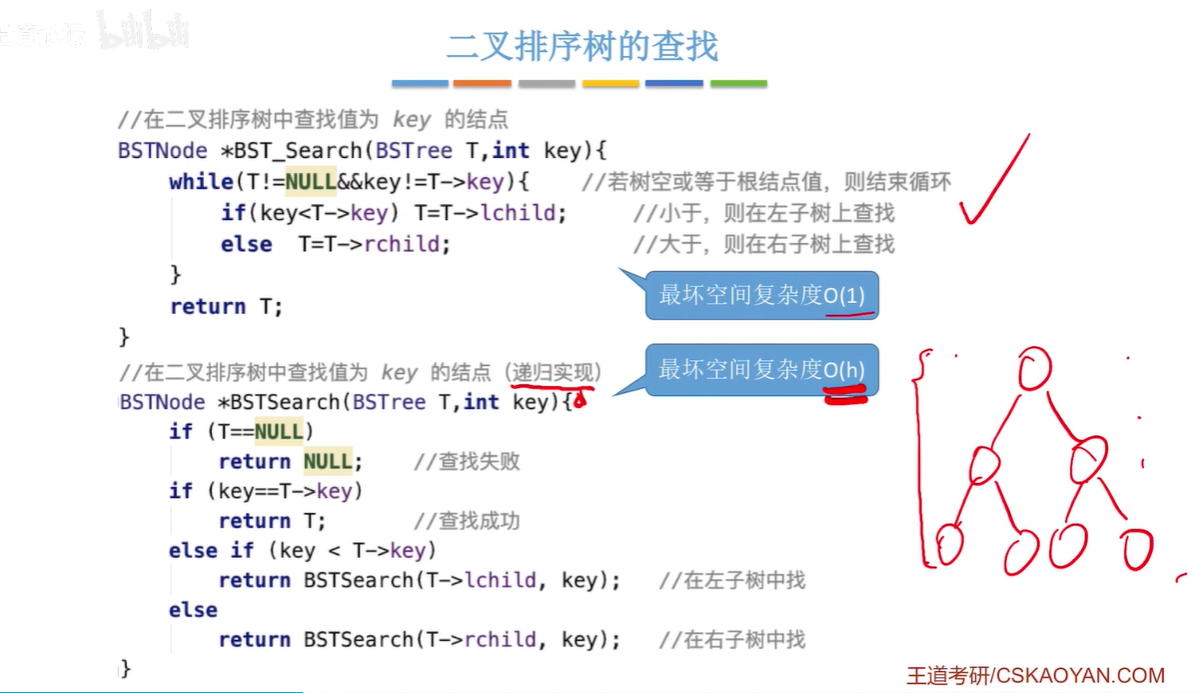 bilibili
二叉排序树的查找
//在二叉排序树中查找值为 key 的结点
BSTNode *BST_Search(BSTree T,int key){
while(T!=NULL&&key!=T->key){ //若树空或等于根结点值，则结束循环
if(key<T->key) T=T->lchild; //小于，则在左子树上查找
else T=T->rchild; //大于，则在右子树上查找
}
最坏空间复杂度O(1)
return T;
}
最坏空间复杂度O(h)
//在二叉排序树中查找值为 key 的结点（递归实现）
BSTNode *BSTSearch(BSTree T,int key){
if (T==NULL)
return NULL; //查找失败
if (key==T->key)
return T; //查找成功
else if (key < T->key)
return BSTSearch(T->lchild, key); //在左子树中找
else
return BSTSearch(T->rchild, key); //在右子树中找
}
王道考研/CSKAOYAN.COM